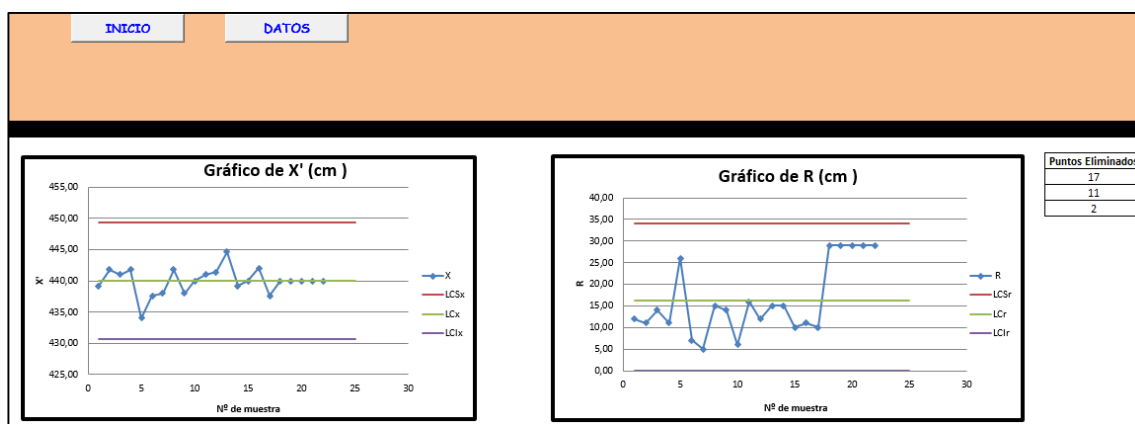 INICIO
DATOS
Gráfico de X' (cm )
455,00
450,00
445,00
440,00
435,00
430,00
425,00
X'
0
5
10
15
20
25
30
Nº de muestra
X
LCSx
LCx
LCIx
Gráfico de R (cm )
40,00
35,00
30,00
25,00
20,00
15,00
10,00
5,00
0,00
R
0
5
10
15
20
25
30
Nº de muestra
R
LCSr
LCr
LCIr
Puntos Eliminados
17
11
2